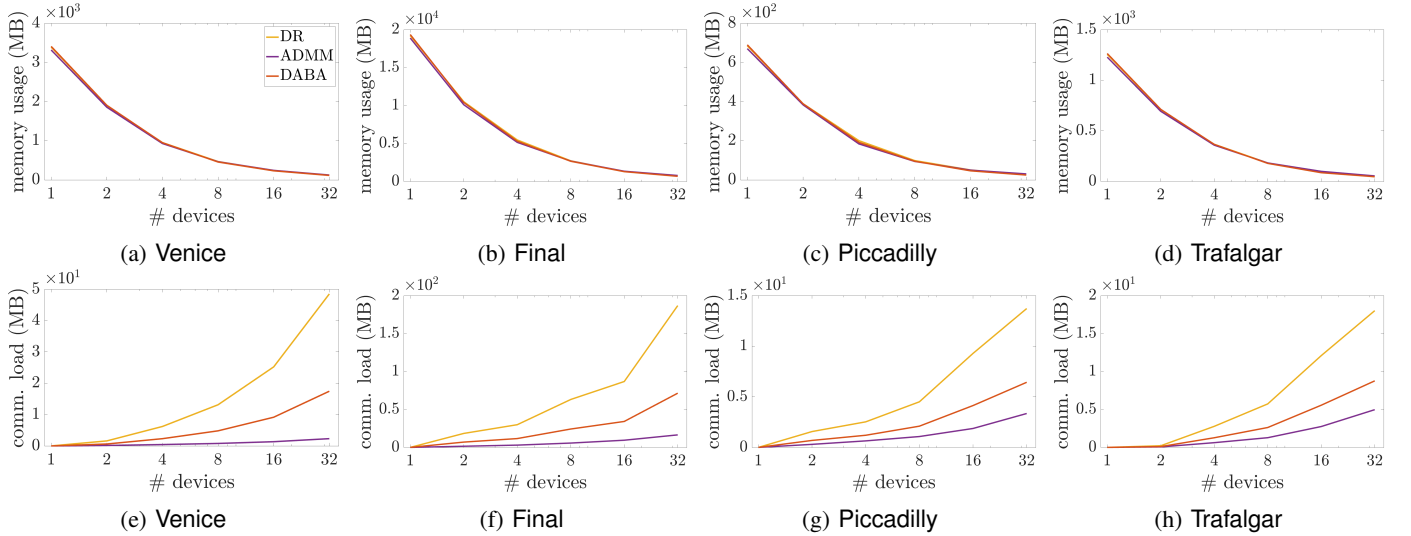 ×10³
memory usage (MB)
4
3
2
1
0
1 2 4 8 16 32
# devices
DR
ADMM
DABA
(a) Venice
×10⁴
memory usage (MB)
2
1.5
1
0.5
0
1 2 4 8 16 32
# devices
(b) Final
×10²
memory usage (MB)
8
6
4
2
0
1 2 4 8 16 32
# devices
(c) Piccadilly
×10³
memory usage (MB)
1.5
1
0.5
0
1 2 4 8 16 32
# devices
(d) Trafalgar
×10¹
comm. load (MB)
5
4
3
2
1
0
1 2 4 8 16 32
# devices
(e) Venice
×10²
comm. load (MB)
2
1.5
1
0.5
0
1 2 4 8 16 32
# devices
(f) Final
×10¹
comm. load (MB)
1.5
1
0.5
0
1 2 4 8 16 32
# devices
(g) Piccadilly
×10¹
comm. load (MB)
2
1.5
1
0.5
0
1 2 4 8 16 32
# devices
(h) Trafalgar